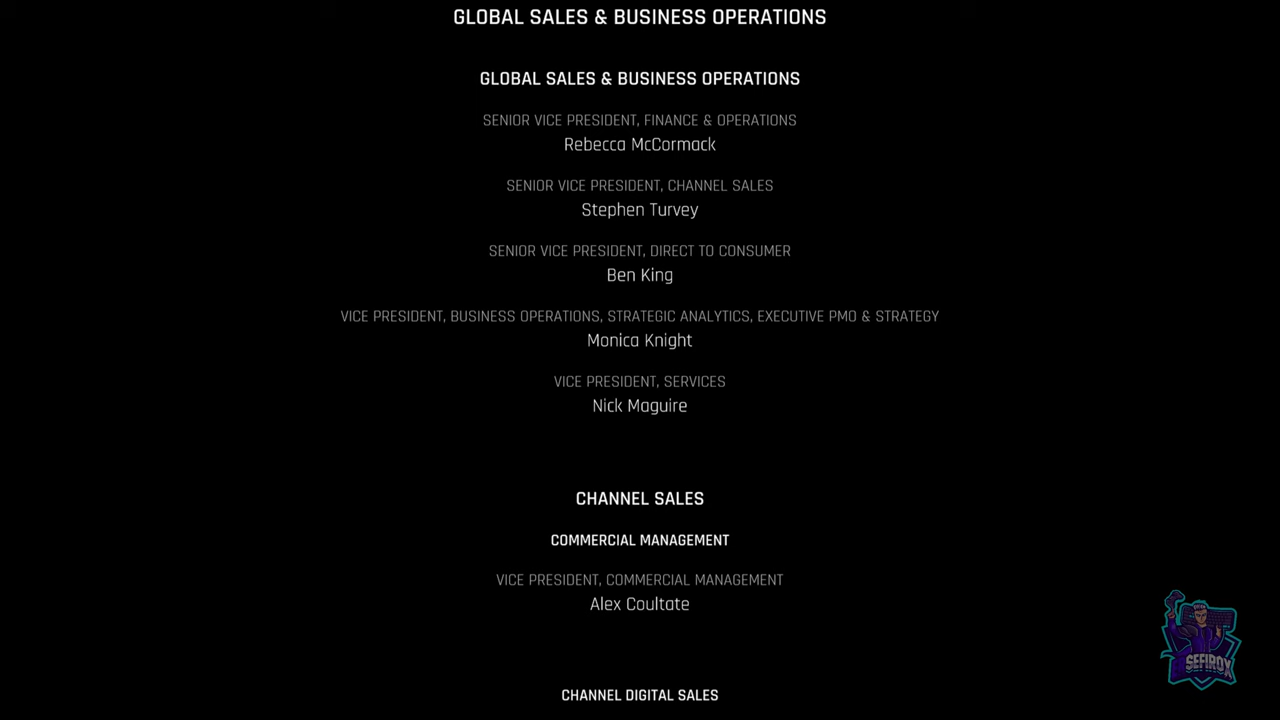 GLOBAL SALES & BUSINESS OPERATIONS
GLOBAL SALES & BUSINESS OPERATIONS
SENIOR VICE PRESIDENT, FINANCE & OPERATIONS
Rebecca McCormack
SENIOR VICE PRESIDENT, CHANNEL SALES
Stephen Turvey
SENIOR VICE PRESIDENT, DIRECT TO CONSUMER
Ben King
VICE PRESIDENT, BUSINESS OPERATIONS, STRATEGIC ANALYTICS, EXECUTIVE PMO & STRATEGY
Monica Knight
VICE PRESIDENT, SERVICES
Nick Maguire
CHANNEL SALES
COMMERCIAL MANAGEMENT
VICE PRESIDENT, COMMERCIAL MANAGEMENT
Alex Coultate
SEFIROX
CHANNEL DIGITAL SALES